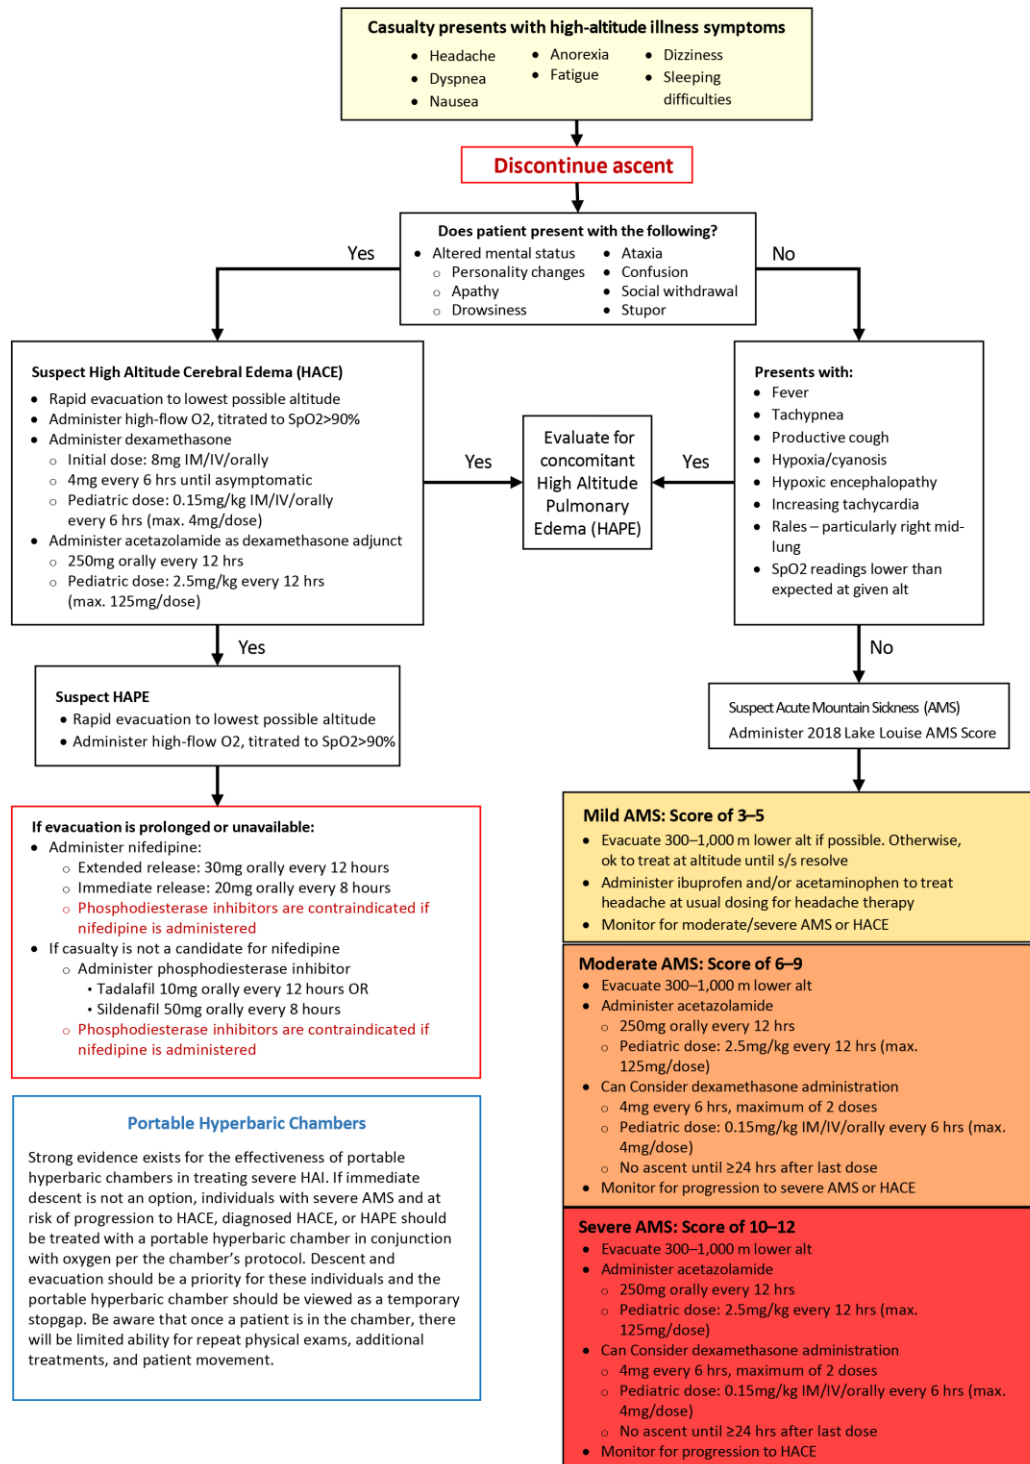 Casualty presents with high-altitude illness symptoms
• Headache
• Dyspnea
• Nausea
• Anorexia
• Fatigue
• Dizziness
• Sleeping
difficulties
Discontinue ascent
Does patient present with the following?
• Altered mental status
o Personality changes
o Apathy
o Drowsiness
• Ataxia
• Confusion
• Social withdrawal
• Stupor
Yes
No
Suspect High Altitude Cerebral Edema (HACE)
• Rapid evacuation to lowest possible altitude
• Administer high-flow O2, titrated to SpO2>90%
• Administer dexamethasone
o Initial dose: 8mg IM/IV/orally
o 4mg every 6 hrs until asymptomatic
o Pediatric dose: 0.15mg/kg IM/IV/orally
every 6 hrs (max. 4mg/dose)
• Administer acetazolamide as dexamethasone adjunct
o 250mg orally every 12 hrs
o Pediatric dose: 2.5mg/kg every 12 hrs
(max. 125mg/dose)
Yes
Evaluate for
concomitant
High Altitude
Pulmonary
Edema (HAPE)
Yes
Presents with:
• Fever
• Tachypnea
• Productive cough
• Hypoxia/cyanosis
• Hypoxic encephalopathy
• Increasing tachycardia
• Rales – particularly right mid-
lung
• SpO2 readings lower than
expected at given alt
Yes
No
Suspect HAPE
• Rapid evacuation to lowest possible altitude
• Administer high-flow O2, titrated to SpO2>90%
Suspect Acute Mountain Sickness (AMS)
Administer 2018 Lake Louise AMS Score
If evacuation is prolonged or unavailable:
• Administer nifedipine:
o Extended release: 30mg orally every 12 hours
o Immediate release: 20mg orally every 8 hours
o Phosphodiesterase inhibitors are contraindicated if
nifedipine is administered
• If casualty is not a candidate for nifedipine
o Administer phosphodiesterase inhibitor
• Tadalafil 10mg orally every 12 hours OR
• Sildenafil 50mg orally every 8 hours
o Phosphodiesterase inhibitors are contraindicated if
nifedipine is administered
Portable Hyperbaric Chambers
Strong evidence exists for the effectiveness of portable
hyperbaric chambers in treating severe HAI. If immediate
descent is not an option, individuals with severe AMS and at
risk of progression to HACE, diagnosed HACE, or HAPE should
be treated with a portable hyperbaric chamber in conjunction
with oxygen per the chamber's protocol. Descent and
evacuation should be a priority for these individuals and the
portable hyperbaric chamber should be viewed as a temporary
stopgap. Be aware that once a patient is in the chamber, there
will be limited ability for repeat physical exams, additional
treatments, and patient movement.
Mild AMS: Score of 3–5
• Evacuate 300–1,000 m lower alt if possible. Otherwise,
ok to treat at altitude until s/s resolve
• Administer ibuprofen and/or acetaminophen to treat
headache at usual dosing for headache therapy
• Monitor for moderate/severe AMS or HACE
Moderate AMS: Score of 6–9
• Evacuate 300–1,000 m lower alt
• Administer acetazolamide
o 250mg orally every 12 hrs
o Pediatric dose: 2.5mg/kg every 12 hrs (max.
125mg/dose)
• Can Consider dexamethasone administration
o 4mg every 6 hrs, maximum of 2 doses
o Pediatric dose: 0.15mg/kg IM/IV/orally every 6 hrs (max.
4mg/dose)
o No ascent until ≥24 hrs after last dose
• Monitor for progression to severe AMS or HACE
Severe AMS: Score of 10–12
• Evacuate 300–1,000 m lower alt
• Administer acetazolamide
o 250mg orally every 12 hrs
o Pediatric dose: 2.5mg/kg every 12 hrs (max.
125mg/dose)
• Can Consider dexamethasone administration
o 4mg every 6 hrs, maximum of 2 doses
o Pediatric dose: 0.15mg/kg IM/IV/orally every 6 hrs (max.
4mg/dose)
o No ascent until ≥24 hrs after last dose
• Monitor for progression to HACE